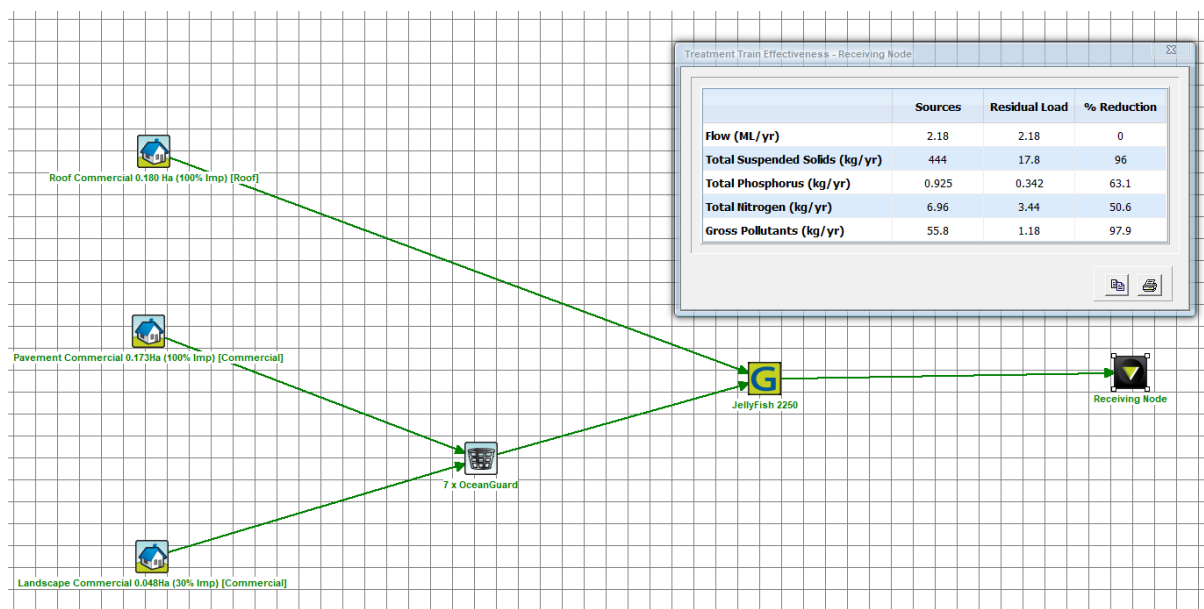 Treatment Train Effectiveness - Receiving Node
Sources Residual Load % Reduction
Flow (ML/yr) 2.18 2.18 0
Total Suspended Solids (kg/yr) 444 17.8 96
Total Phosphorus (kg/yr) 0.925 0.342 63.1
Total Nitrogen (kg/yr) 6.96 3.44 50.6
Gross Pollutants (kg/yr) 55.8 1.18 97.9
Roof Commercial 0.180 Ha (100% Imp) [Roof]
Pavement Commercial 0.173Ha (100% Imp) [Commercial]
G
JellyFish 2250
Receiving Node
7 x OceanGuard
Landscape Commercial 0.048Ha (30% Imp) [Commercial]